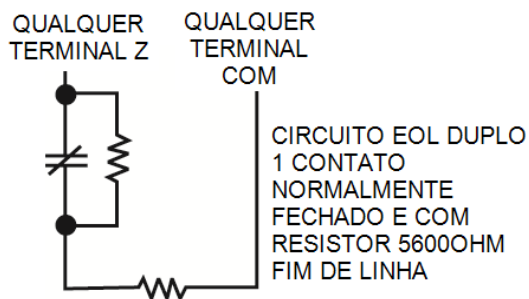 QUALQUER
TERMINAL Z
QUALQUER
TERMINAL
COM
CIRCUITO EOL DUPLO
1 CONTATO
NORMALMENTE
FECHADO E COM
RESISTOR 5600OHM
FIM DE LINHA